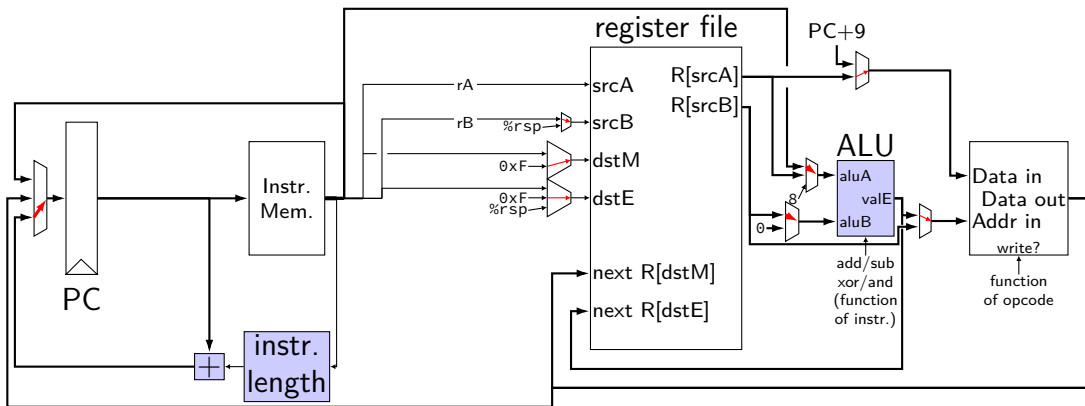 register file
PC+9
rA
srcA
R[srcA]
R[srcB]
rB
%rsp
srcB
ALU
Instr.
Mem.
0xF
dstM
aluA
valE
aluB
Data in
Data out
Addr in
write?
0xF
%rsp
dstE
8
0
PC
next R[dstM]
next R[dstE]
add/sub
xor/and
(function
of instr.)
function
of opcode
+
instr.
length